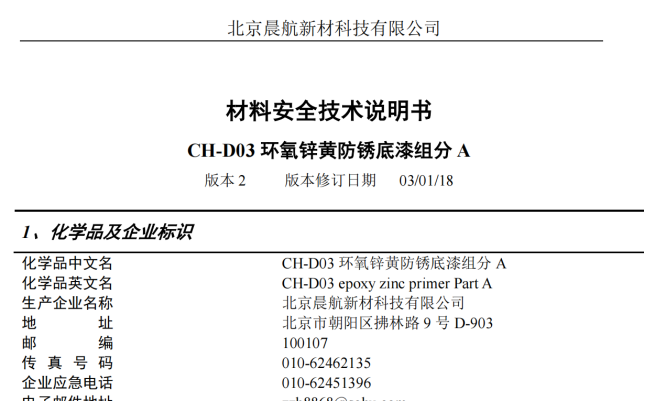 北京晨航新材科技有限公司
材料安全技术说明书
CH-D03 环氧锌黄防锈底漆组分 A
版本 2 版本修订日期 03/01/18
1、化学品及企业标识
化学品中文名 CH-D03 环氧锌黄防锈底漆组分 A
化学品英文名 CH-D03 epoxy zinc primer Part A
生产企业名称 北京晨航新材科技有限公司
地 址 北京市朝阳区拂林路 9 号 D-903
邮 编 100107
传 真 号 码 010-62462135
企业应急电话 010-62451396
电子邮件地址